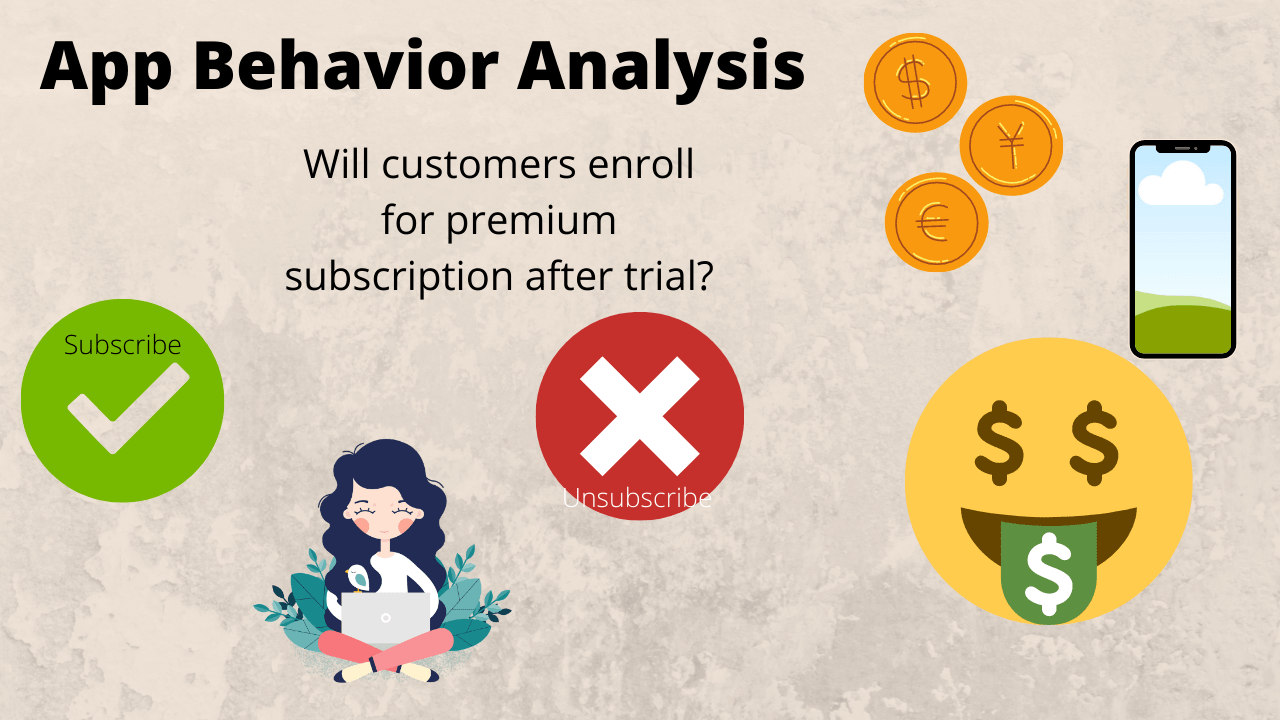 App Behavior Analysis
Will customers enroll
for premium
subscription after trial?
Subscribe
Unsubscribe
$
¥
€
$ $
$